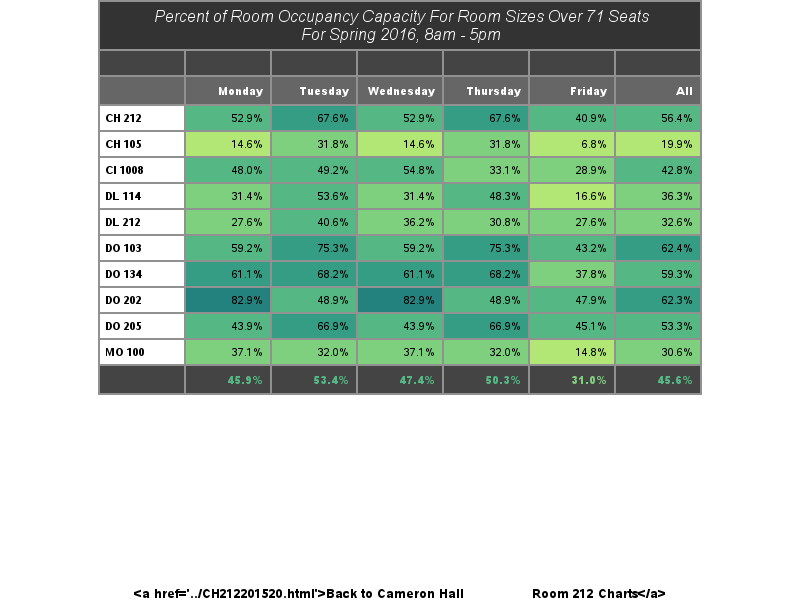 Percent of Room Occupancy Capacity For Room Sizes Over 71 Seats
For Spring 2016, 8am - 5pm
Monday Tuesday Wednesday Thursday Friday All
CH 212 52.9% 67.6% 52.9% 67.6% 40.9% 56.4%
CH 105 14.6% 31.8% 14.6% 31.8% 6.8% 19.9%
CI 1008 48.0% 49.2% 54.8% 33.1% 28.9% 42.8%
DL 114 31.4% 53.6% 31.4% 48.3% 16.6% 36.3%
DL 212 27.6% 40.6% 36.2% 30.8% 27.6% 32.6%
DO 103 59.2% 75.3% 59.2% 75.3% 43.2% 62.4%
DO 134 61.1% 68.2% 61.1% 68.2% 37.8% 59.3%
DO 202 82.9% 48.9% 82.9% 48.9% 47.9% 62.3%
DO 205 43.9% 66.9% 43.9% 66.9% 45.1% 53.3%
MO 100 37.1% 32.0% 37.1% 32.0% 14.8% 30.6%
45.9% 53.4% 47.4% 50.3% 31.0% 45.6%
<a href='../CH212201520.html'>Back to Cameron Hall Room 212 Charts</a>